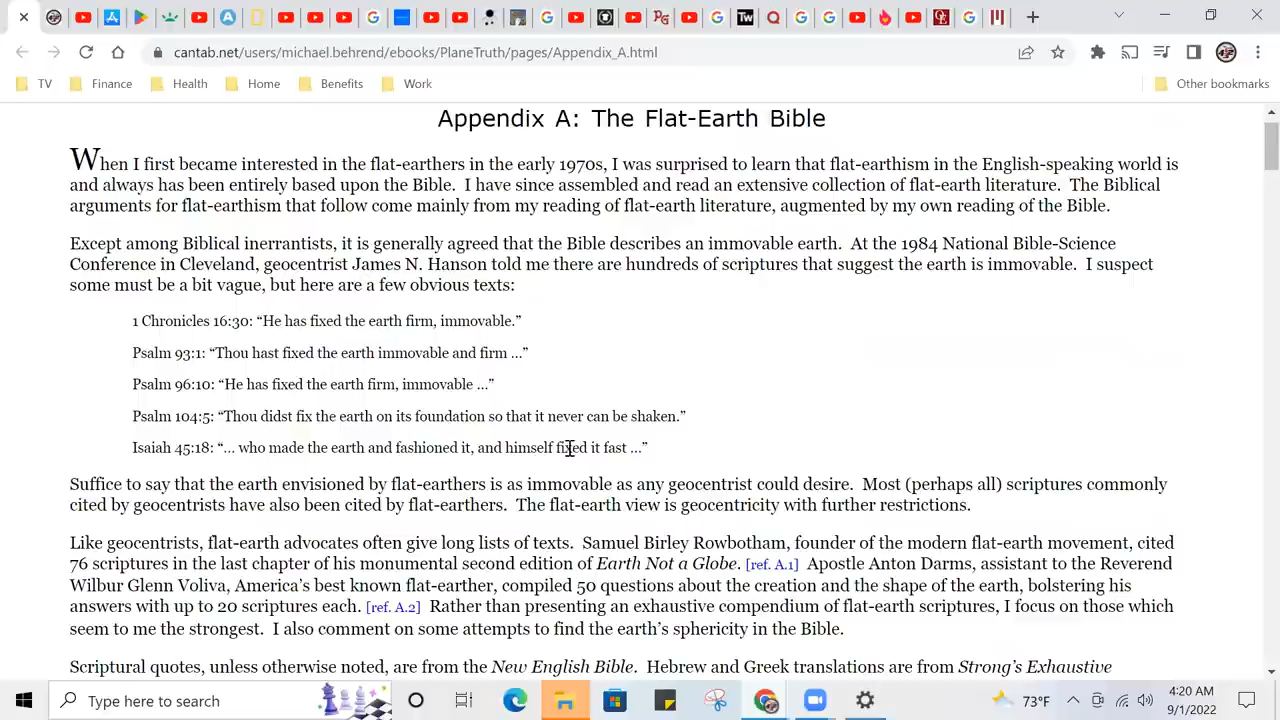 cantab.net/users/michael.behrend/ebooks/PlaneTruth/pages/Appendix_A.html
TV Finance Health Home Benefits Work Other bookmarks
Appendix A: The Flat-Earth Bible
When I first became interested in the flat-earthers in the early 1970s, I was surprised to learn that flat-earthism in the English-speaking world is
and always has been entirely based upon the Bible. I have since assembled and read an extensive collection of flat-earth literature. The Biblical
arguments for flat-earthism that follow come mainly from my reading of flat-earth literature, augmented by my own reading of the Bible.
Except among Biblical inerrantists, it is generally agreed that the Bible describes an immovable earth. At the 1984 National Bible-Science
Conference in Cleveland, geocentrist James N. Hanson told me there are hundreds of scriptures that suggest the earth is immovable. I suspect
some must be a bit vague, but here are a few obvious texts:
1 Chronicles 16:30: “He has fixed the earth firm, immovable.”
Psalm 93:1: “Thou hast fixed the earth immovable and firm ...”
Psalm 96:10: “He has fixed the earth firm, immovable ...”
Psalm 104:5: “Thou didst fix the earth on its foundation so that it never can be shaken.”
Isaiah 45:18: “... who made the earth and fashioned it, and himself fixed it fast ...”
Suffice to say that the earth envisioned by flat-earthers is as immovable as any geocentrist could desire. Most (perhaps all) scriptures commonly
cited by geocentrists have also been cited by flat-earthers. The flat-earth view is geocentricity with further restrictions.
Like geocentrists, flat-earth advocates often give long lists of texts. Samuel Birley Rowbotham, founder of the modern flat-earth movement, cited
76 scriptures in the last chapter of his monumental second edition of Earth Not a Globe. [ref. A.1] Apostle Anton Darms, assistant to the Reverend
Wilbur Glenn Voliva, America’s best known flat-earther, compiled 50 questions about the creation and the shape of the earth, bolstering his
answers with up to 20 scriptures each. [ref. A.2] Rather than presenting an exhaustive compendium of flat-earth scriptures, I focus on those which
seem to me the strongest. I also comment on some attempts to find the earth’s sphericity in the Bible.
Scriptural quotes, unless otherwise noted, are from the New English Bible. Hebrew and Greek translations are from Strong’s Exhaustive
Type here to search
73°F
4:20 AM
9/1/2022